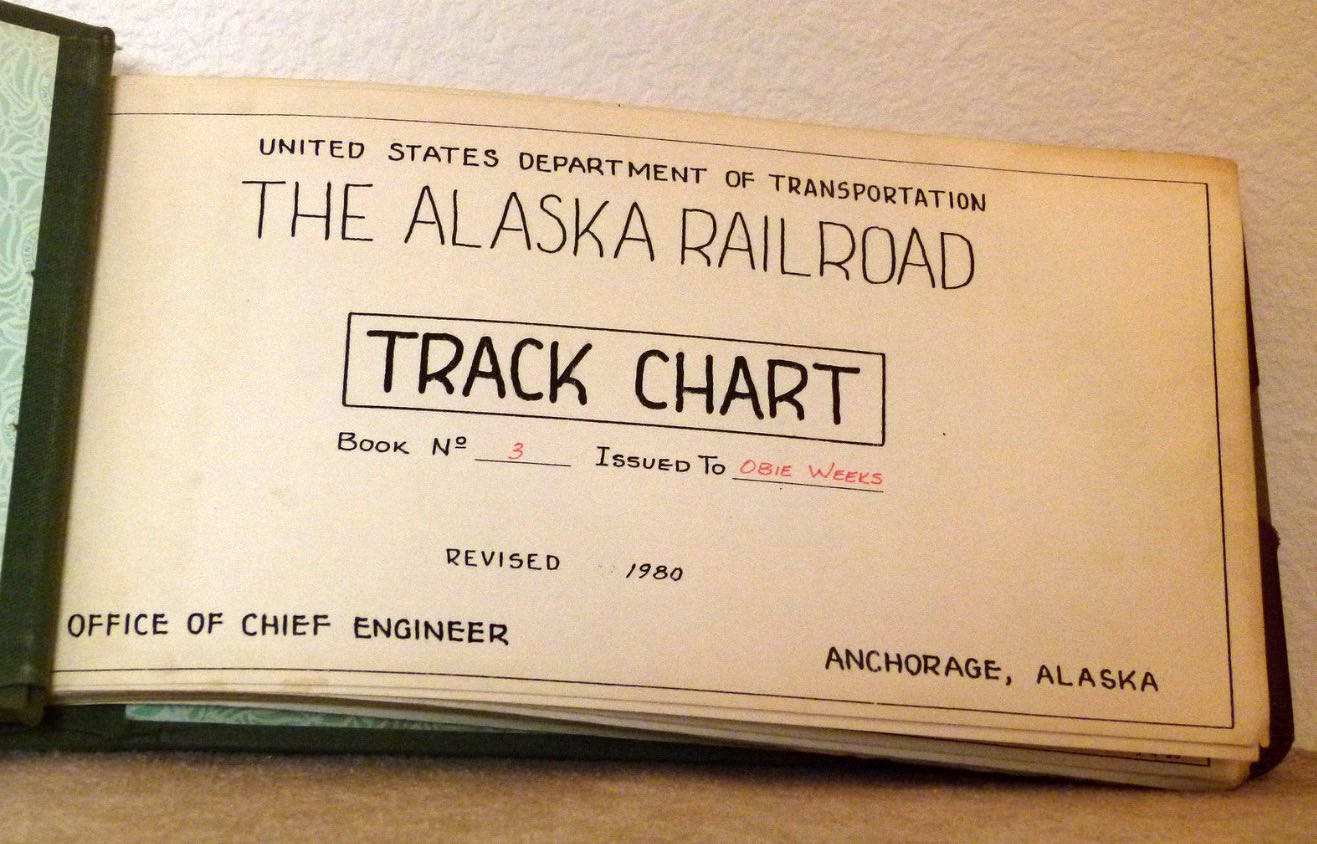 UNITED STATES DEPARTMENT OF TRANSPORTATION
THE ALASKA RAILROAD
TRACK CHART
BOOK Nº 3 ISSUED TO OBIE WEEKS
REVISED 1980
OFFICE OF CHIEF ENGINEER
ANCHORAGE, ALASKA